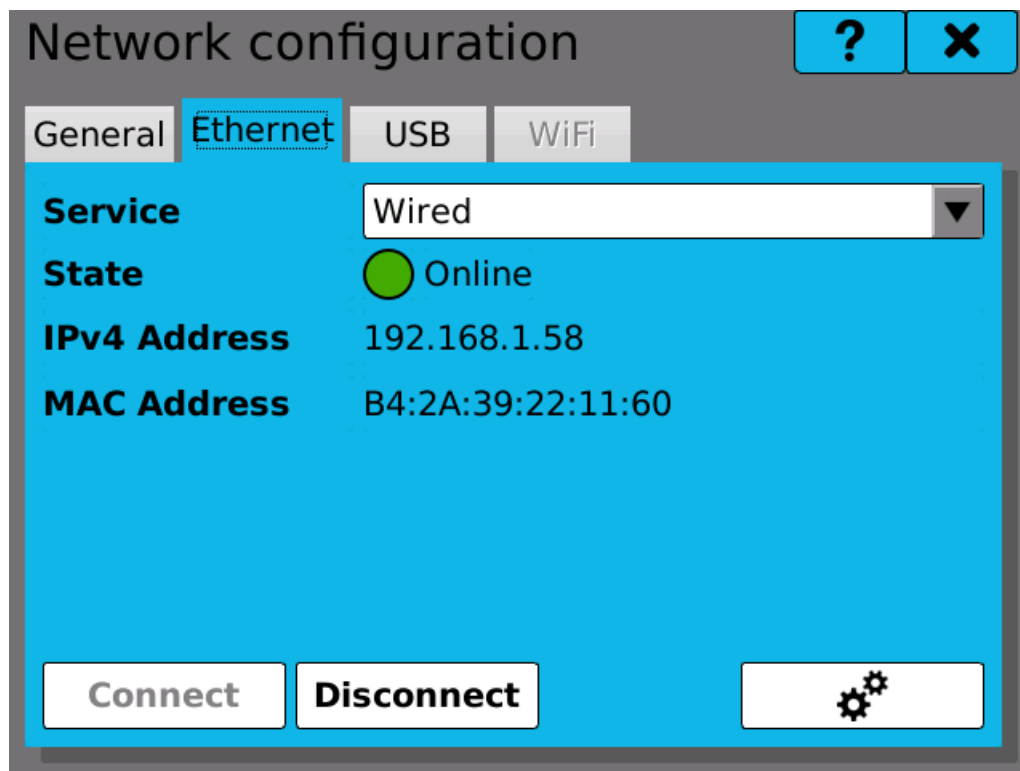 Network configuration ?
General Ethernet USB WiFi
Service Wired
State Online
IPv4 Address 192.168.1.58
MAC Address B4:2A:39:22:11:60
Connect Disconnect